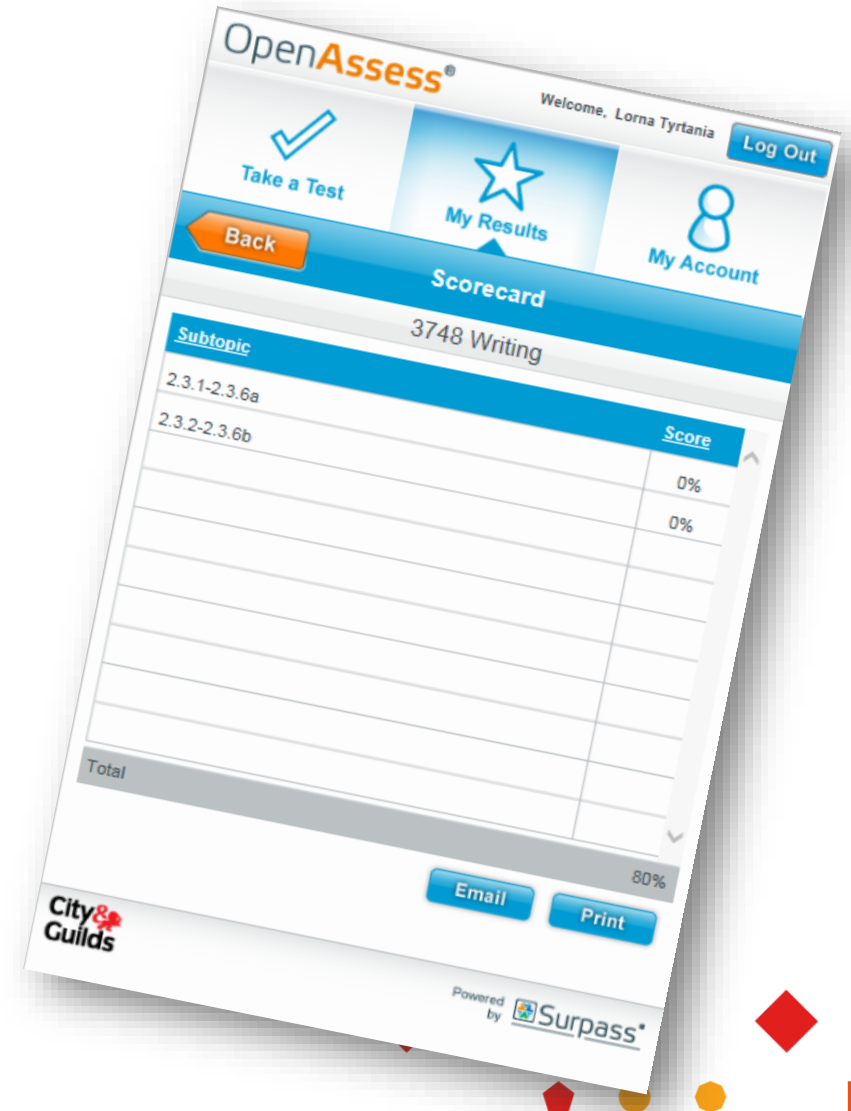 OpenAssess®
Welcome, Lorna Tyrtania
Log Out
Take a Test
My Results
My Account
Back
Scorecard
3748 Writing
Subtopic Score
2.3.1-2.3.6a 0%
2.3.2-2.3.6b 0%
Total 80%
Email Print
City&
Guilds
Powered
by Surpass